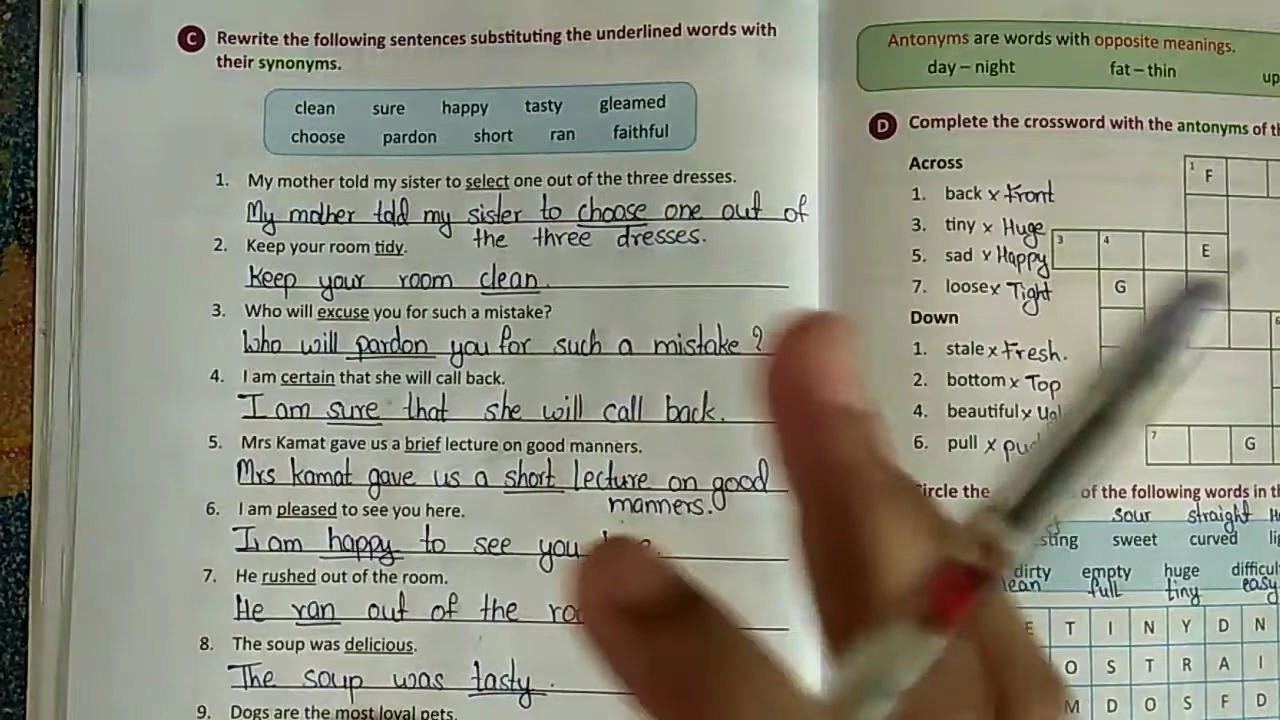 C Rewrite the following sentences substituting the underlined words with
their synonyms.
clean sure happy tasty gleamed
choose pardon short ran faithful
1. My mother told my sister to select one out of the three dresses.
My mother told my sister to choose one out of
the three dresses.
2. Keep your room tidy.
Keep your room clean.
3. Who will excuse you for such a mistake?
Who will pardon you for such a mistake?
4. I am certain that she will call back.
I am sure that she will call back.
5. Mrs Kamat gave us a brief lecture on good manners.
Mrs Kamat gave us a short lecture on good
manners.
6. I am pleased to see you here.
I am happy to see you
7. He rushed out of the room.
He ran out of the
8. The soup was delicious.
The soup was tasty.
9. Dogs are the most loyal pets.
Antonyms are words with opposite meanings.
day – night fat – thin up
D Complete the crossword with the antonyms of
Across
1. back x Front
3. tiny x Huge
5. sad x Happy
7. loose x Tight
Down
1. stale x Fresh.
2. bottom x Top
4. beautiful x
6. pull x
1 F
3 4 E
G
6
7 G
of the following words in
sour straight
sweet curved
dirty empty huge
full tiny easy
E T I N Y D N
O S T R A I
M D O S F D